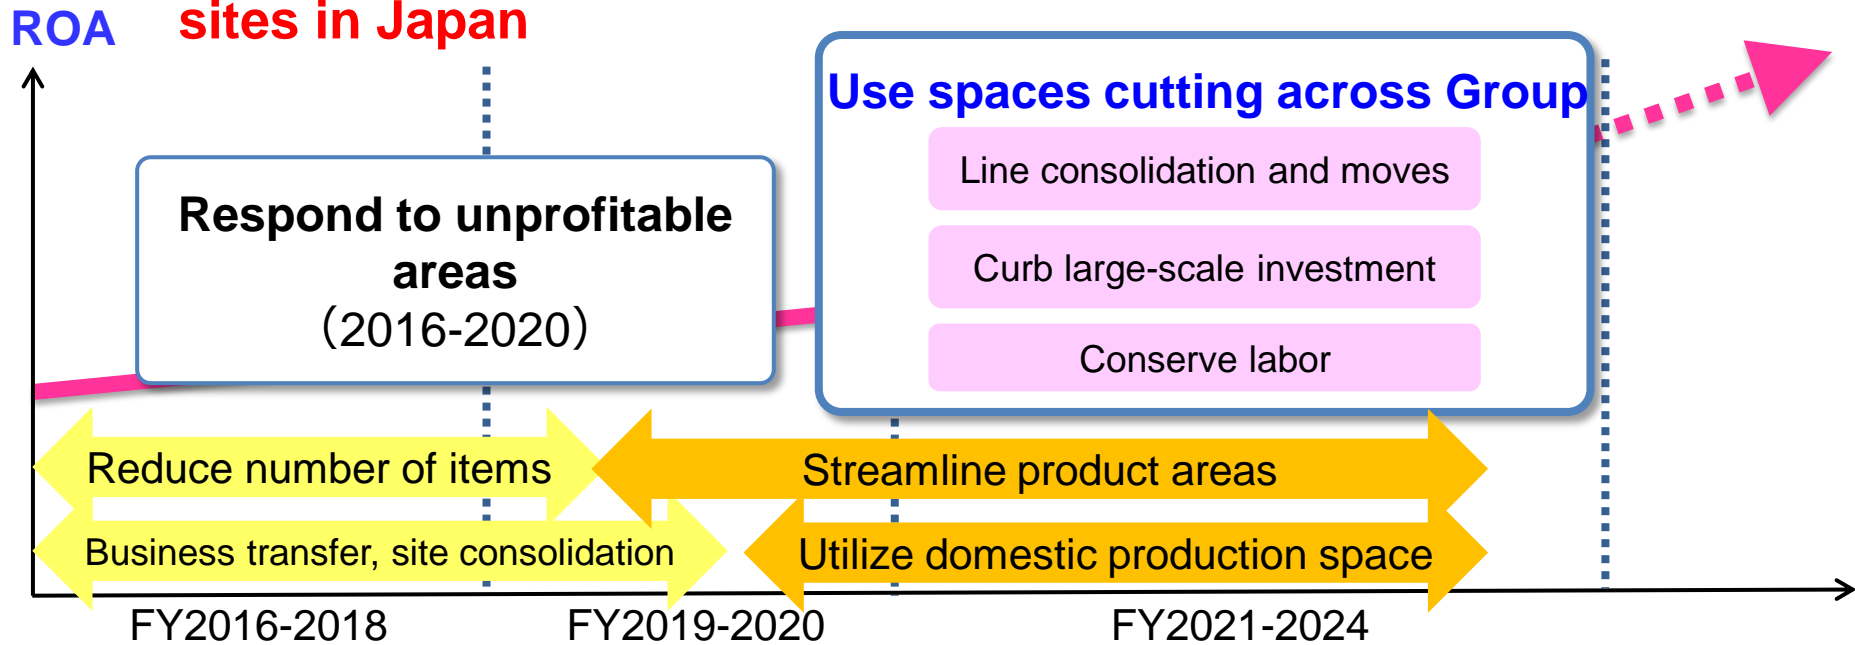 sites in Japan
ROA
Use spaces cutting across Group
Line consolidation and moves
Curb large-scale investment
Conserve labor
Respond to unprofitable
areas
（2016-2020）
Reduce number of items
Streamline product areas
Business transfer, site consolidation
Utilize domestic production space
FY2016-2018
FY2019-2020
FY2021-2024